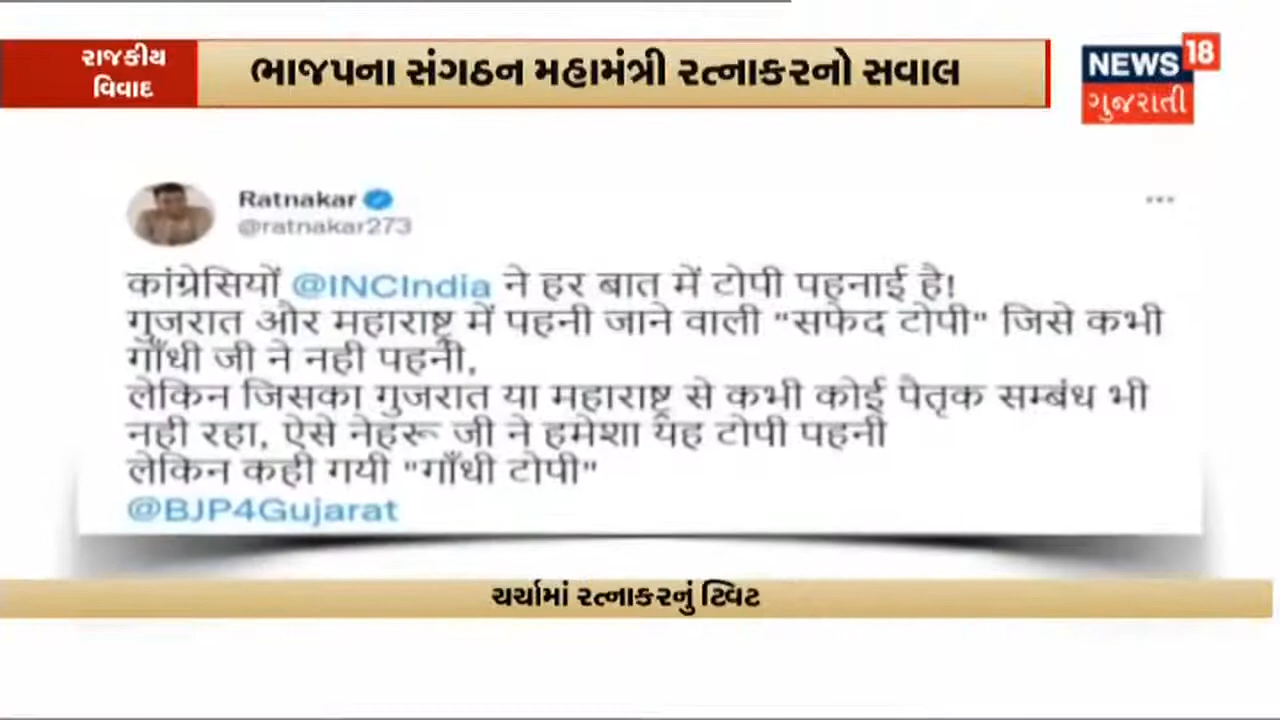 રાજકીય
વિવાદ
ભાજપના સંગઠન મહામંત્રી રત્નાકરનો સવાલ
NEWS 18
ગુજરાતી
Ratnakar
@ratnakar273
कांग्रेसियों @INCIndia ने हर बात में टोपी पहनाई है!
गुजरात और महाराष्ट्र में पहनी जाने वाली "सफेद टोपी" जिसे कभी
गाँधी जी ने नही पहनी,
लेकिन जिसका गुजरात या महाराष्ट्र से कभी कोई पैतृक सम्बंध भी
नही रहा, ऐसे नेहरू जी ने हमेशा यह टोपी पहनी
लेकिन कही गयी "गाँधी टोपी"
@BJP4Gujarat
ચર્ચામાં રત્નાકરનું ટ્વિટ